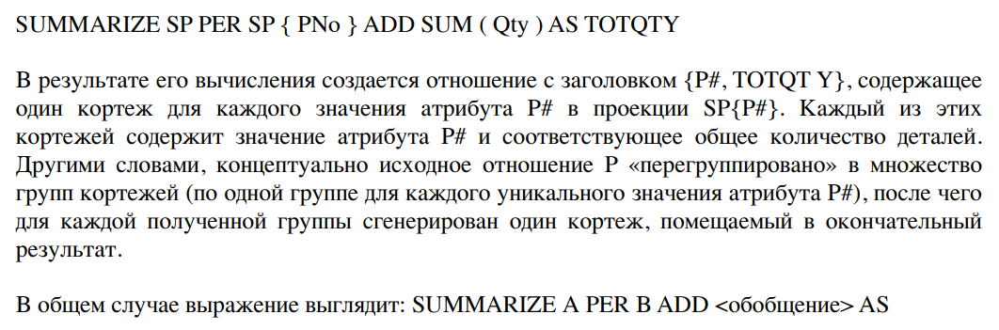 SUMMARIZE SP PER SP { PNo } ADD SUM ( Qty ) AS TOTQTY
В результате его вычисления создается отношение с заголовком {P#, TOTQT Y}, содержащее
один кортеж для каждого значения атрибута P# в проекции SP{P#}. Каждый из этих
кортежей содержит значение атрибута P# и соответствующее общее количество деталей.
Другими словами, концептуально исходное отношение P «перегруппировано» в множество
групп кортежей (по одной группе для каждого уникального значения атрибута P#), после чего
для каждой полученной группы сгенерирован один кортеж, помещаемый в окончательный
результат.
В общем случае выражение выглядит: SUMMARIZE A PER B ADD <обобщение> AS